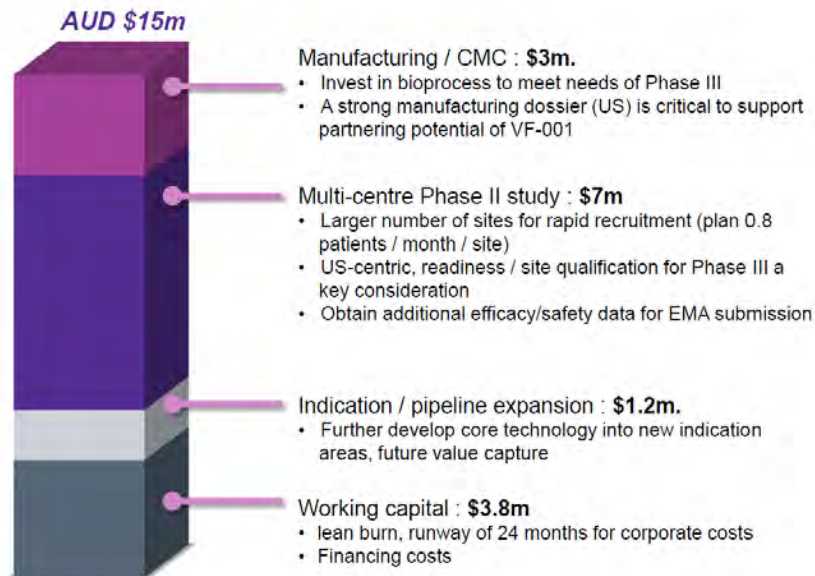 AUD $15m
Manufacturing / CMC : $3m.
• Invest in bioprocess to meet needs of Phase III
• A strong manufacturing dossier (US) is critical to support
partnering potential of VF-001
Multi-centre Phase II study : $7m
• Larger number of sites for rapid recruitment (plan 0.8
patients / month / site)
• US-centric, readiness / site qualification for Phase III a
key consideration
• Obtain additional efficacy/safety data for EMA submission
Indication / pipeline expansion : $1.2m.
• Further develop core technology into new indication
areas, future value capture
Working capital : $3.8m
• lean burn, runway of 24 months for corporate costs
• Financing costs